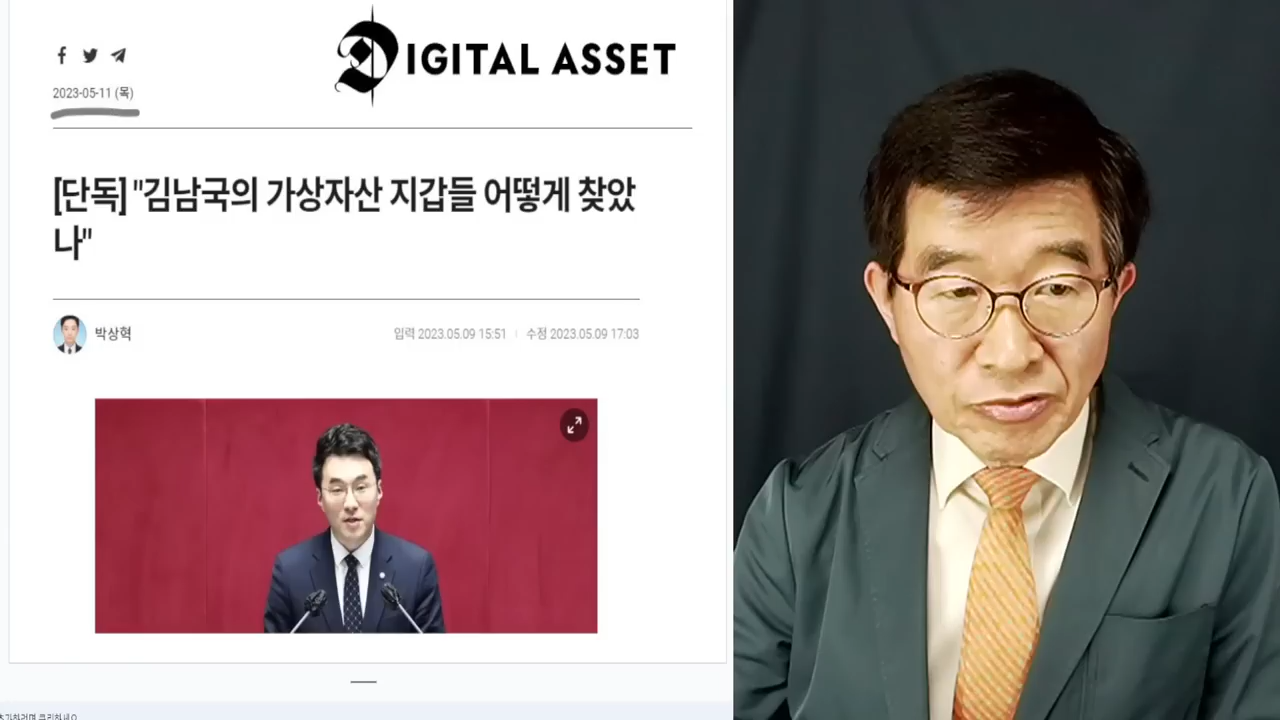 DIGITAL ASSET
2023-05-11 (목)
[단독] "김남국의 가상자산 지갑들 어떻게 찾았
나"
박상혁
입력 2023.05.09 15:51 | 수정 2023.05.09 17:03